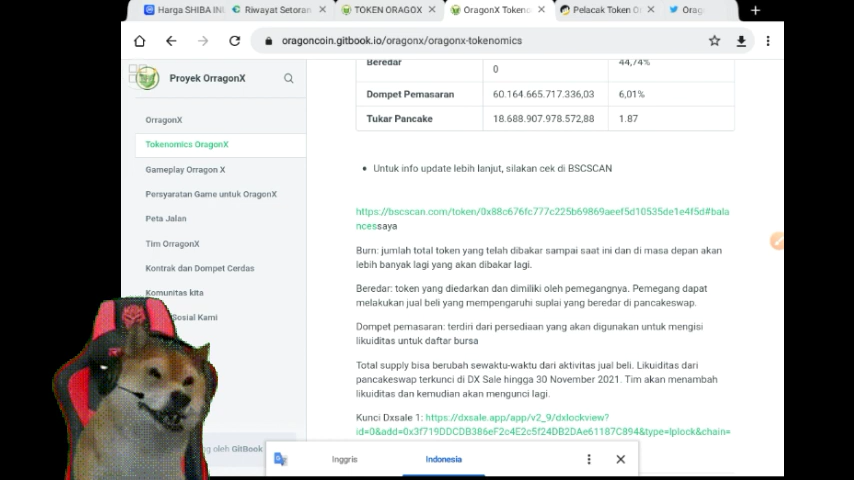 Harga SHIBA IN
Riwayat Setoran
TOKEN ORAGOX
OragonX Tokeno
Pelacak Token O
Orag
oragoncoin.gitbook.io/oragonx/oragonx-tokenomics
Proyek OrragonX
OrragonX
Tokenomics OragonX
Gameplay Orragon X
Persyaratan Game untuk OragonX
Peta Jalan
Tim OrragonX
Kontrak dan Dompet Cerdas
Komunitas kita
Sosial Kami
oleh GitBook
Beredar
0
44,74%
Dompet Pemasaran 60.164.665.717.336,03 6,01%
Tukar Pancake 18.688.907.978.572,88 1.87
• Untuk info update lebih lanjut, silakan cek di BSCSCAN
https://bscscan.com/token/0x88c676fc777c225b69869aeef5d10535de1e4f5d#bala
ncessaya
Burn: jumlah total token yang telah dibakar sampai saat ini dan di masa depan akan
lebih banyak lagi yang akan dibakar lagi.
Beredar: token yang diedarkan dan dimiliki oleh pemegangnya. Pemegang dapat
melakukan jual beli yang mempengaruhi suplai yang beredar di pancakeswap.
Dompet pemasaran: terdiri dari persediaan yang akan digunakan untuk mengisi
likuiditas untuk daftar bursa
Total supply bisa berubah sewaktu-waktu dari aktivitas jual beli. Likuiditas dari
pancakeswap terkunci di DX Sale hingga 30 November 2021. Tim akan menambah
likuiditas dan kemudian akan mengunci lagi.
Kunci Dxsale 1: https://dxsale.app/app/v2_9/dxlockview?
id=0&add=0x3f719DDCDB386eF2c4E2c5f24DB2DAe61187C894&type=lplock&chain=
Inggris
Indonesia